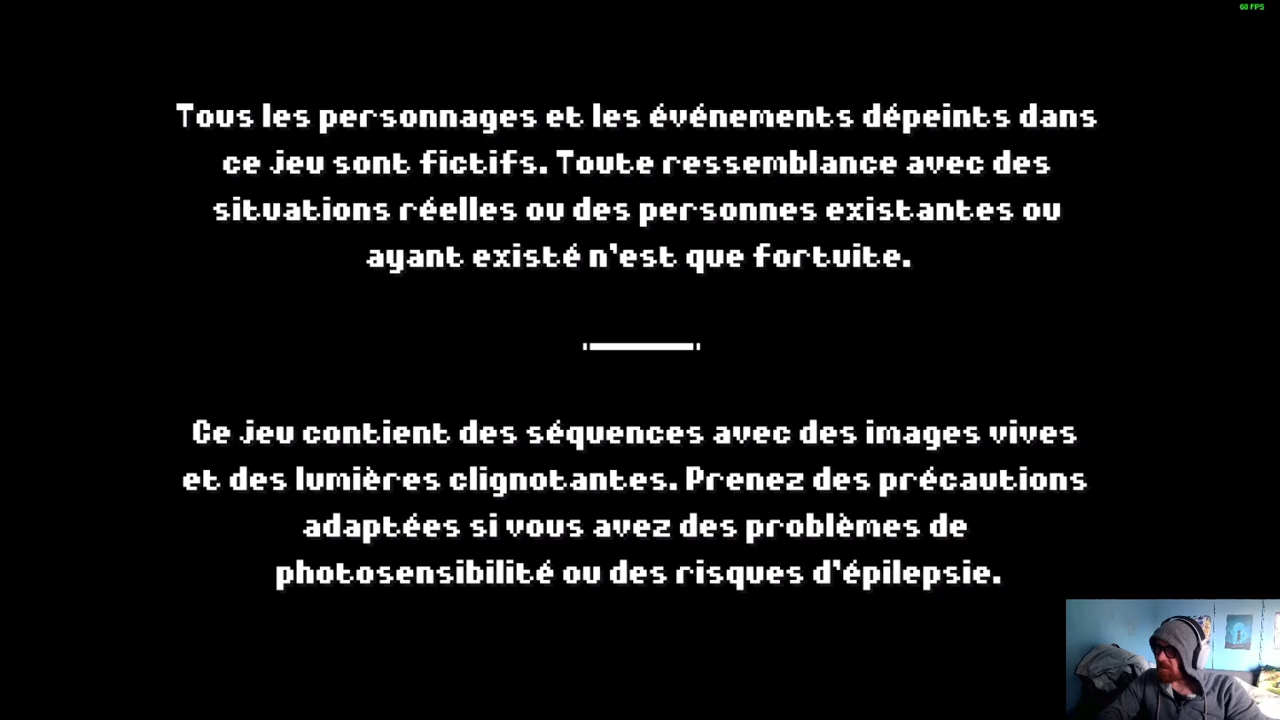 60 FPS
Tous les personnages et les événements dépeints dans
ce jeu sont fictifs. Toute ressemblance avec des
situations réelles ou des personnes existantes ou
ayant existé n'est que fortuite.
Ce jeu contient des séquences avec des images vives
et des lumières clignotantes. Prenez des précautions
adaptées si vous avez des problèmes de
photosensibilité ou des risques d'épilepsie.